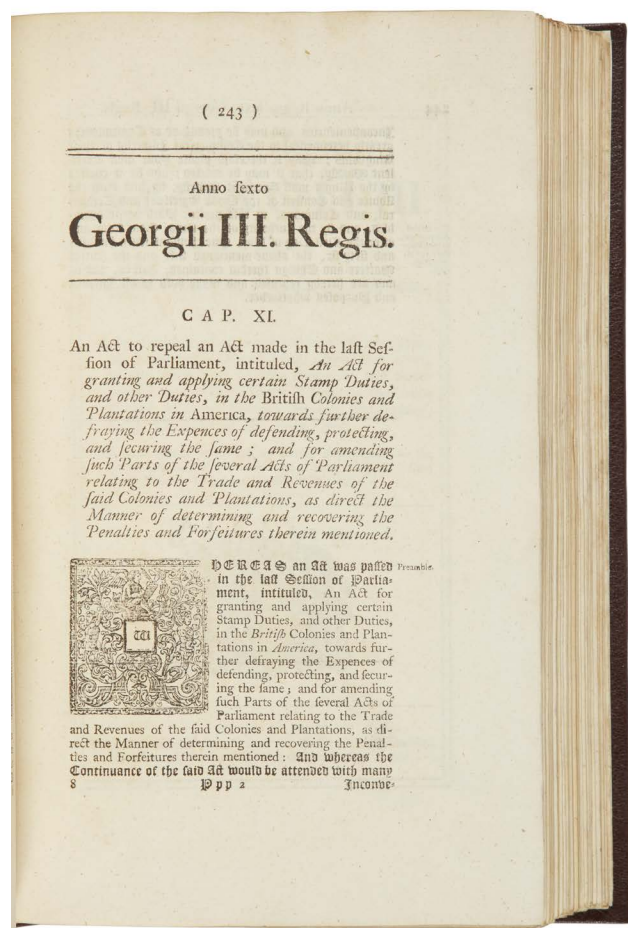 ( 243 )
Anno ſexto
Georgii III. Regis.
CAP. XI.
An Act to repeal an Act made in the laſt Seſ-
ſion of Parliament, intituled, An Act for
granting and applying certain Stamp Duties,
and other Duties, in the Britiſh Colonies and
Plantations in America, towards further de-
fraying the Expences of defending, protecting,
and ſecuring the ſame ; and for amending
ſuch Parts of the ſeveral Acts of Parliament
relating to the Trade and Revenues of the
ſaid Colonies and Plantations, as direct the
Manner of determining and recovering the
Penalties and Forfeitures therein mentioned.
WHEREAS an Act was paſſed Preamble.
in the laſt Seſſion of Parlia-
ment, intituled, An Act for
granting and applying certain
Stamp Duties, and other Duties,
in the Britiſh Colonies and Plan-
tations in America, towards fur-
ther defraying the Expences of
defending, protecting, and ſecur-
ing the ſame ; and for amending
ſuch Parts of the ſeveral Acts of
Parliament relating to the Trade
and Revenues of the ſaid Colonies and Plantations, as di-
rect the Manner of determining and recovering the Penal-
ties and Forfeitures therein mentioned : And whereas the
Continuance of the ſaid Act would be attended with many
8 Ppp 2 Inconve-